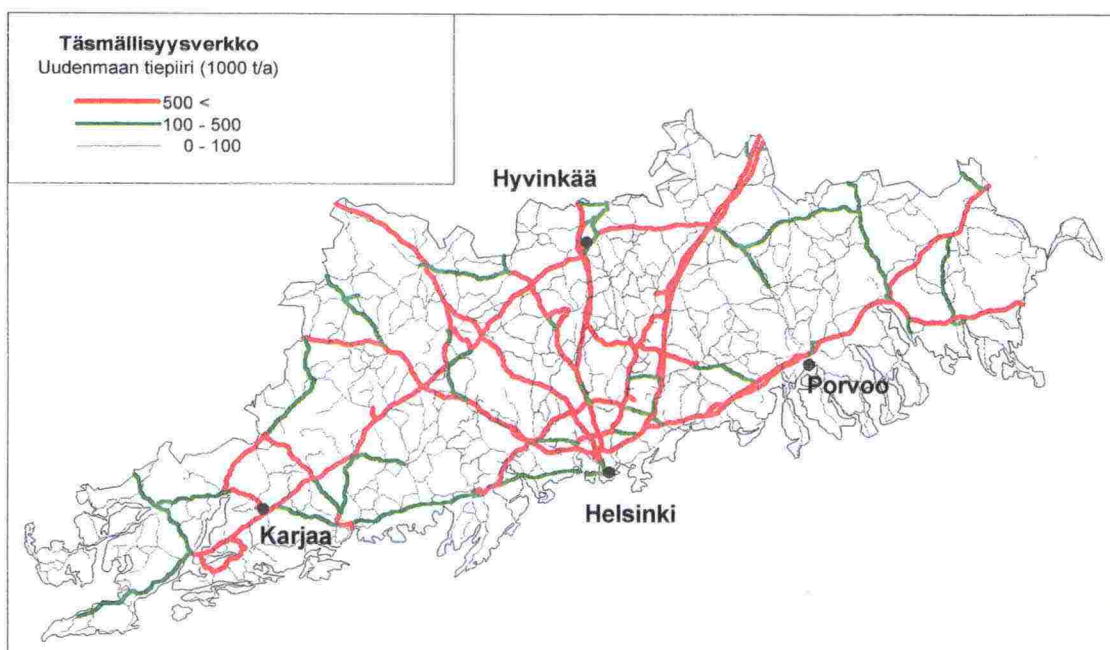 Täsmällisyysverkko
Uudenmaan tiepiiri (1000 t/a)
500 <
100 - 500
0 - 100
Hyvinkää
Porvoo
Helsinki
Karjaa